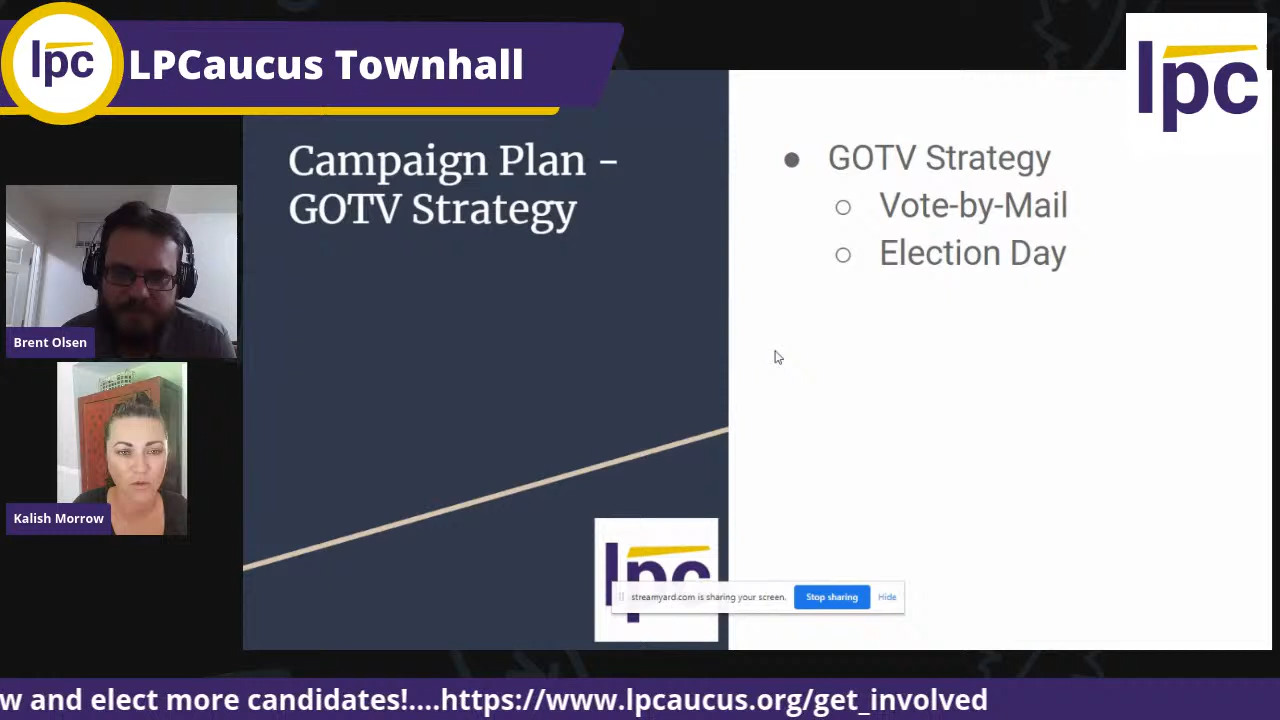 lpc
LPCaucus Townhall
lpc
Campaign Plan -
GOTV Strategy
● GOTV Strategy
○ Vote-by-Mail
○ Election Day
Brent Olsen
Kalish Morrow
lpc
streamyard.com is sharing your screen.
Stop sharing
Hide
w and elect more candidates!....https://www.lpcaucus.org/get_involved